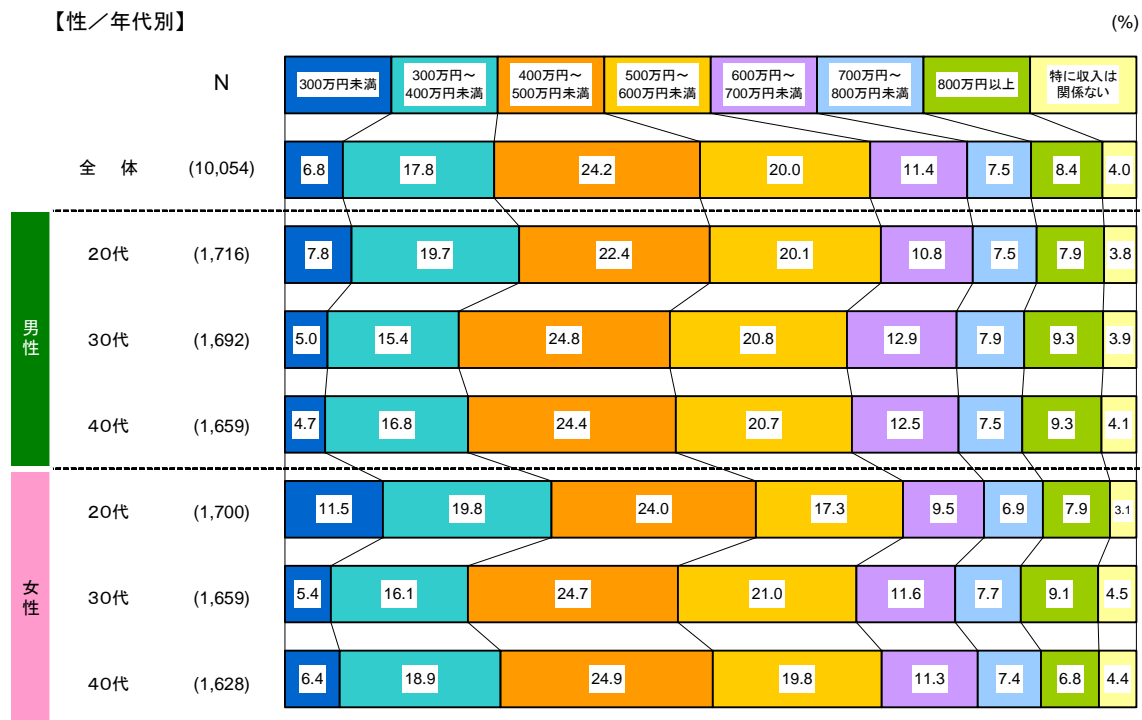 【性／年代別】 (%)
N 300万円未満 300万円～ 400万円～ 500万円～ 600万円～ 700万円～ 800万円以上 特に収入は
400万円未満 500万円未満 600万円未満 700万円未満 800万円未満 関係ない
全 体 (10,054) 6.8 17.8 24.2 20.0 11.4 7.5 8.4 4.0
男性
20代 (1,716) 7.8 19.7 22.4 20.1 10.8 7.5 7.9 3.8
30代 (1,692) 5.0 15.4 24.8 20.8 12.9 7.9 9.3 3.9
40代 (1,659) 4.7 16.8 24.4 20.7 12.5 7.5 9.3 4.1
女性
20代 (1,700) 11.5 19.8 24.0 17.3 9.5 6.9 7.9 3.1
30代 (1,659) 5.4 16.1 24.7 21.0 11.6 7.7 9.1 4.5
40代 (1,628) 6.4 18.9 24.9 19.8 11.3 7.4 6.8 4.4